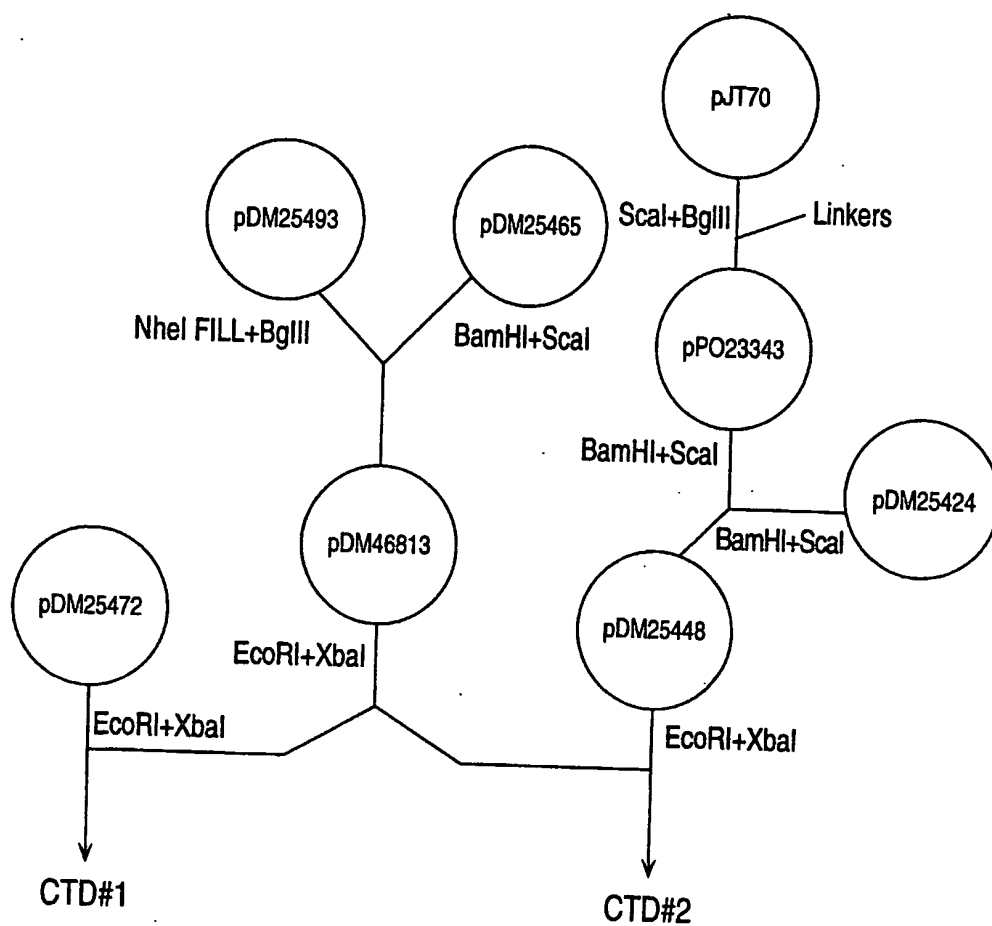 pJT70
pDM25493
pDM25465
ScaI+BglII
Linkers
NheI FILL+BglII
BamHI+ScaI
pPO23343
BamHI+ScaI
pDM25424
pDM46813
BamHI+ScaI
pDM25472
pDM25448
EcoRI+XbaI
EcoRI+XbaI
EcoRI+XbaI
CTD#1
CTD#2